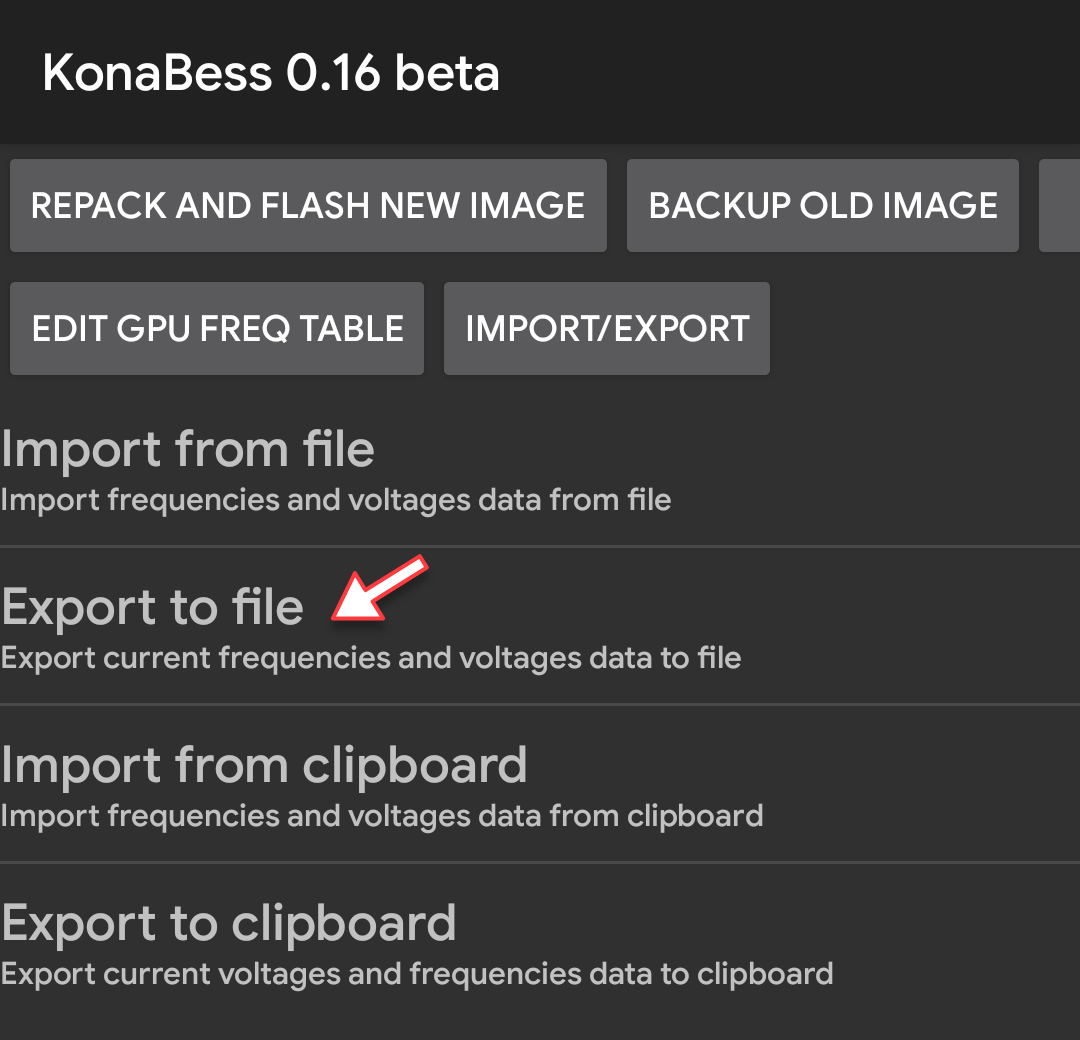 KonaBess 0.16 beta
REPACK AND FLASH NEW IMAGE
BACKUP OLD IMAGE
EDIT GPU FREQ TABLE
IMPORT/EXPORT
Import from file
Import frequencies and voltages data from file
Export to file
Export current frequencies and voltages data to file
Import from clipboard
Import frequencies and voltages data from clipboard
Export to clipboard
Export current voltages and frequencies data to clipboard